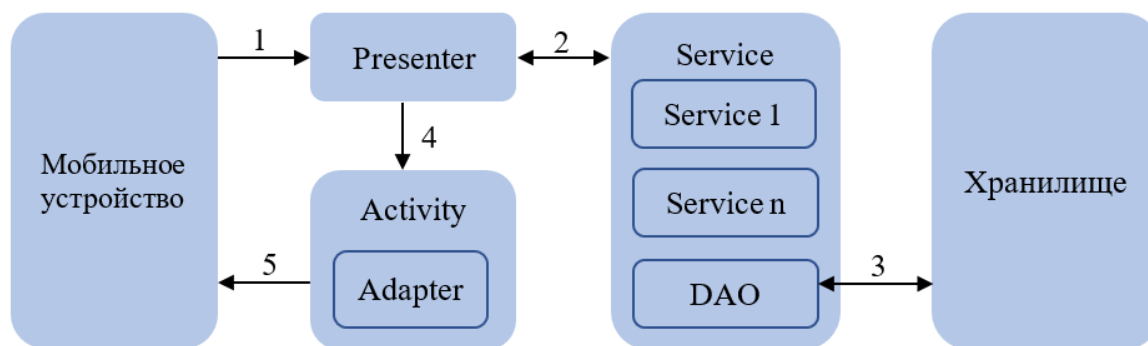 Мобильное
устройство
1
Presenter
4
Activity
Adapter
5
2
Service
Service 1
Service n
DAO
3
Хранилище